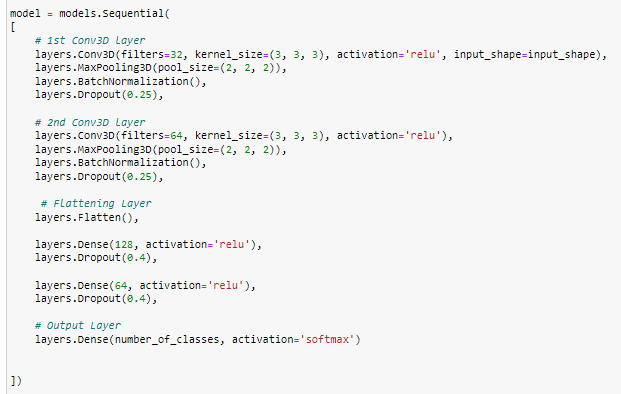 model = models.Sequential(
[
# 1st Conv3D Layer
layers.Conv3D(filters=32, kernel_size=(3, 3, 3), activation='relu', input_shape=input_shape),
layers.MaxPooling3D(pool_size=(2, 2, 2)),
layers.BatchNormalization(),
layers.Dropout(0.25),
# 2nd Conv3D Layer
layers.Conv3D(filters=64, kernel_size=(3, 3, 3), activation='relu'),
layers.MaxPooling3D(pool_size=(2, 2, 2)),
layers.BatchNormalization(),
layers.Dropout(0.25),
# Flattening Layer
layers.Flatten(),
layers.Dense(128, activation='relu'),
layers.Dropout(0.4),
layers.Dense(64, activation='relu'),
layers.Dropout(0.4),
# Output Layer
layers.Dense(number_of_classes, activation='softmax')
])